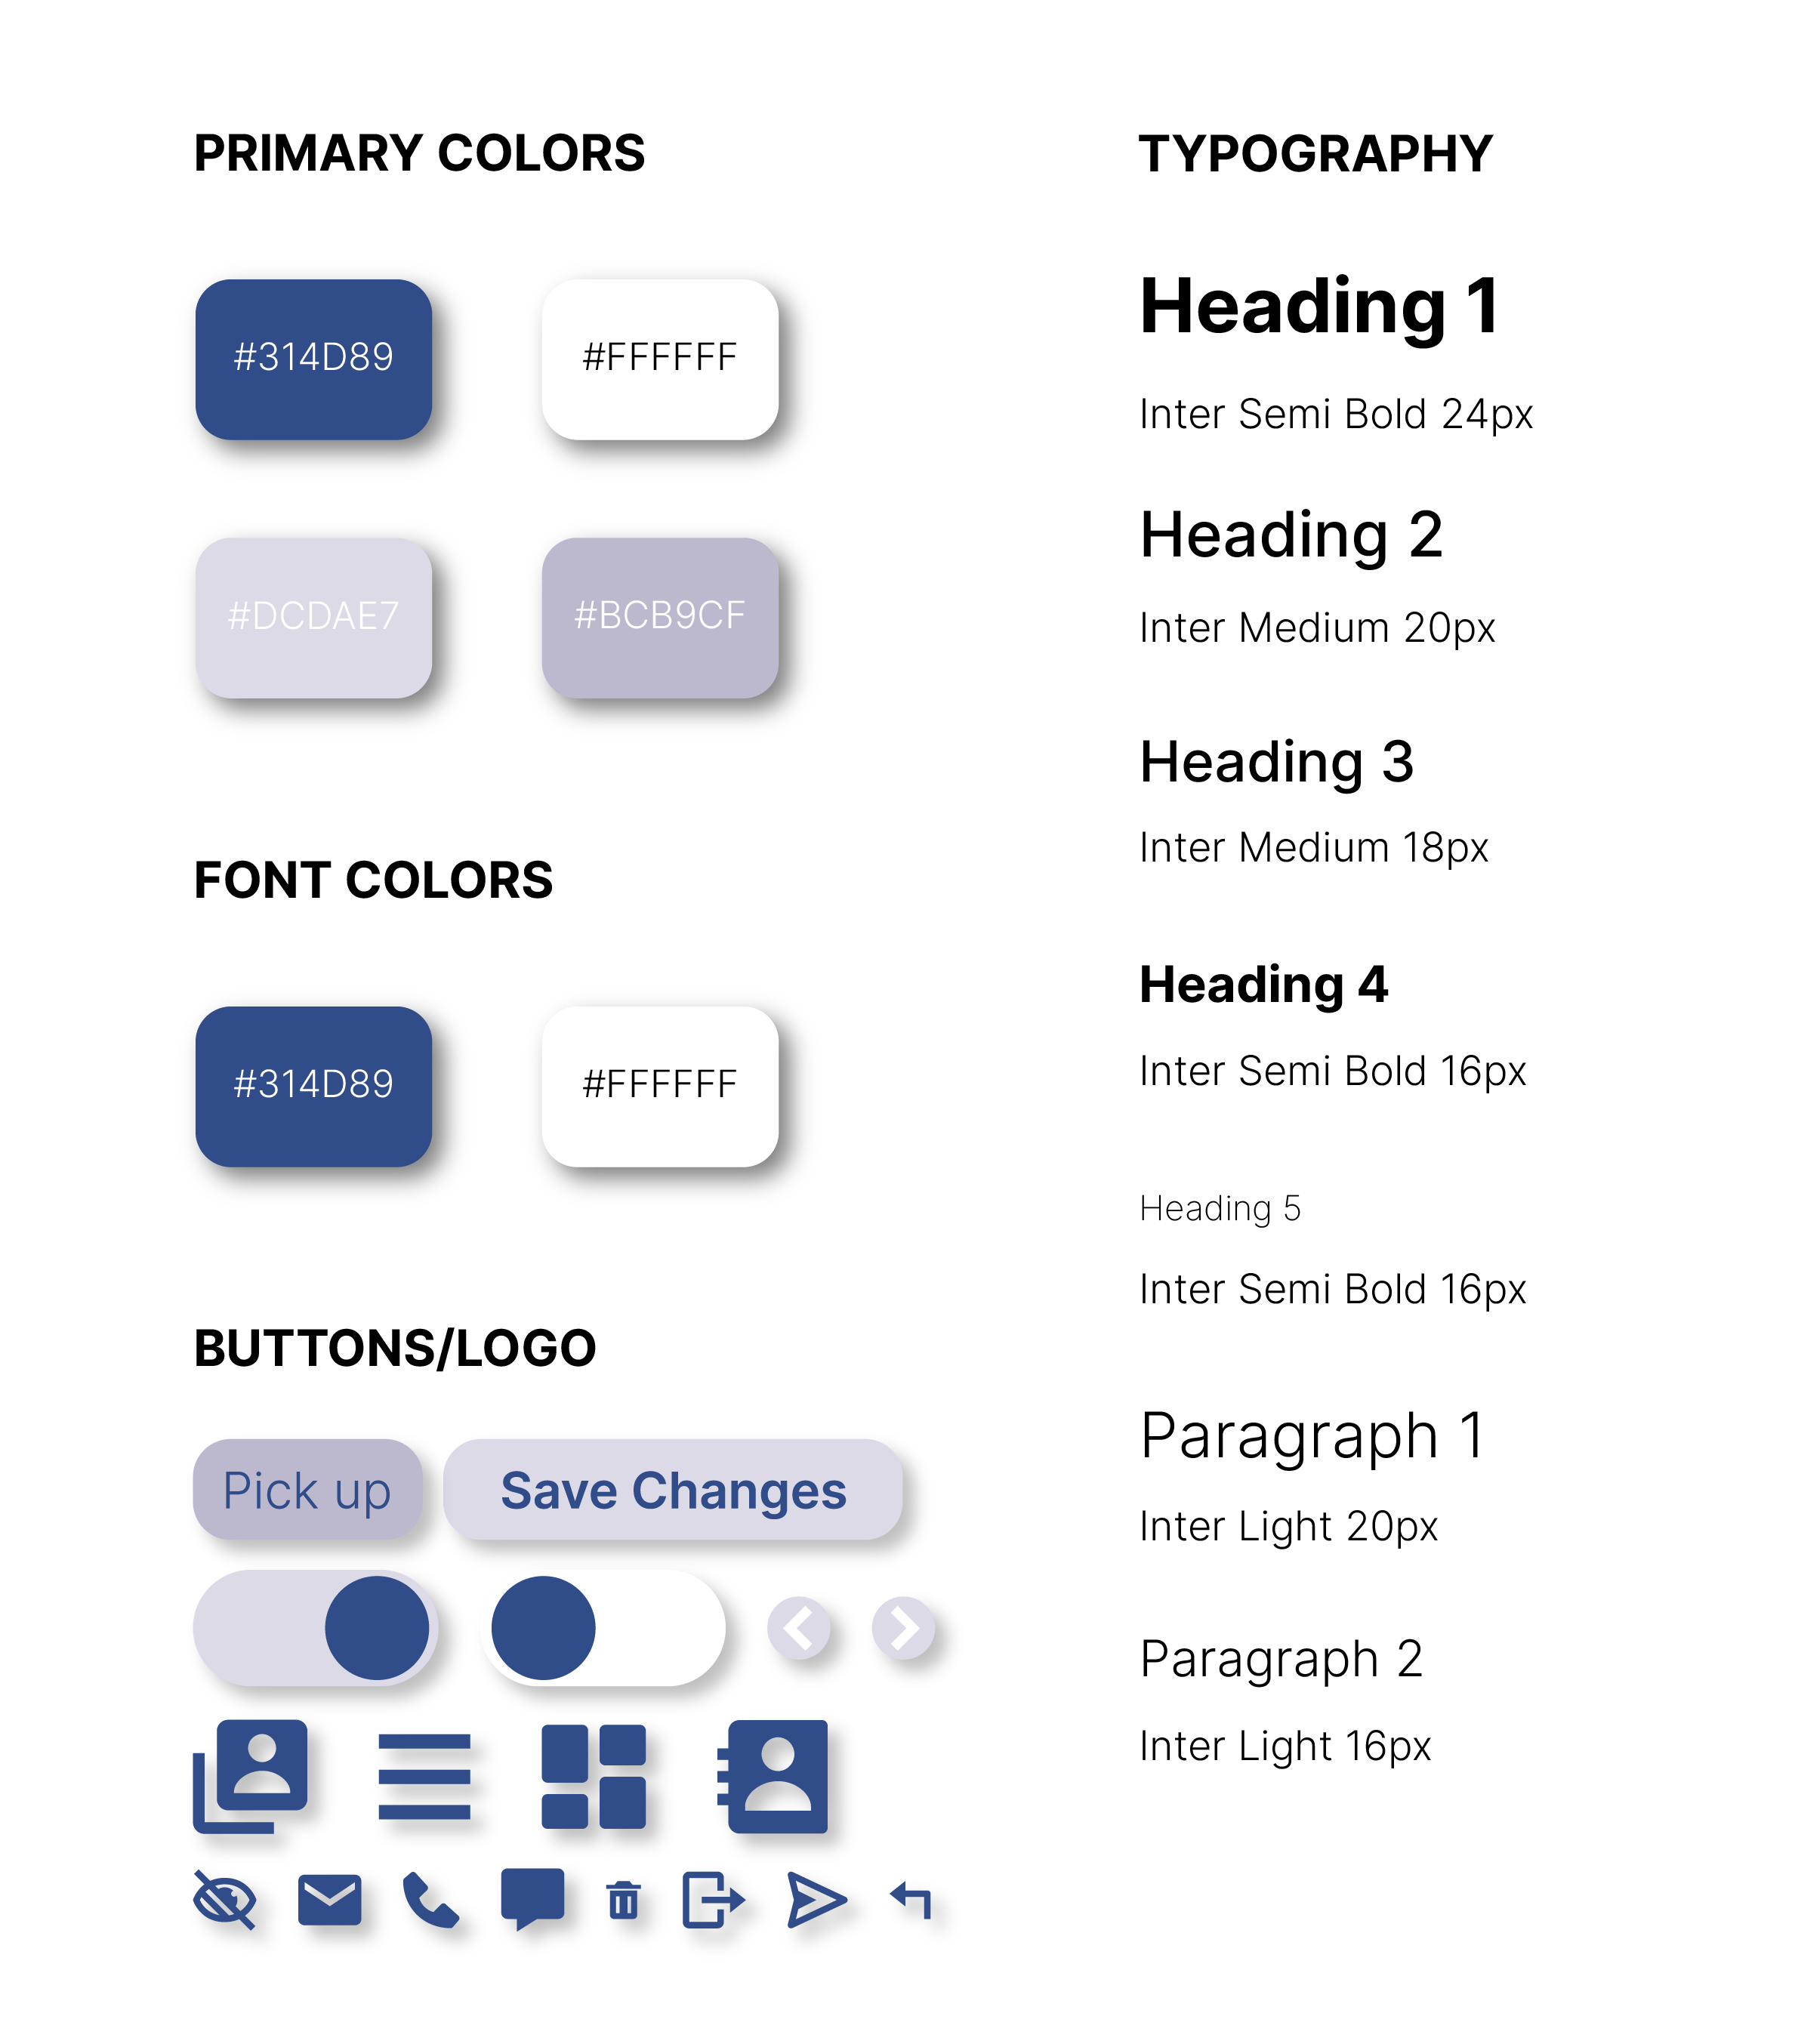 PRIMARY COLORS
#314D89
#FFFFFF
#DCDAE7
#BCB9CF
FONT COLORS
#314D89
#FFFFFF
BUTTONS/LOGO
Pick up
Save Changes
TYPOGRAPHY
Heading 1
Inter Semi Bold 24px
Heading 2
Inter Medium 20px
Heading 3
Inter Medium 18px
Heading 4
Inter Semi Bold 16px
Heading 5
Inter Semi Bold 16px
Paragraph 1
Inter Light 20px
Paragraph 2
Inter Light 16px